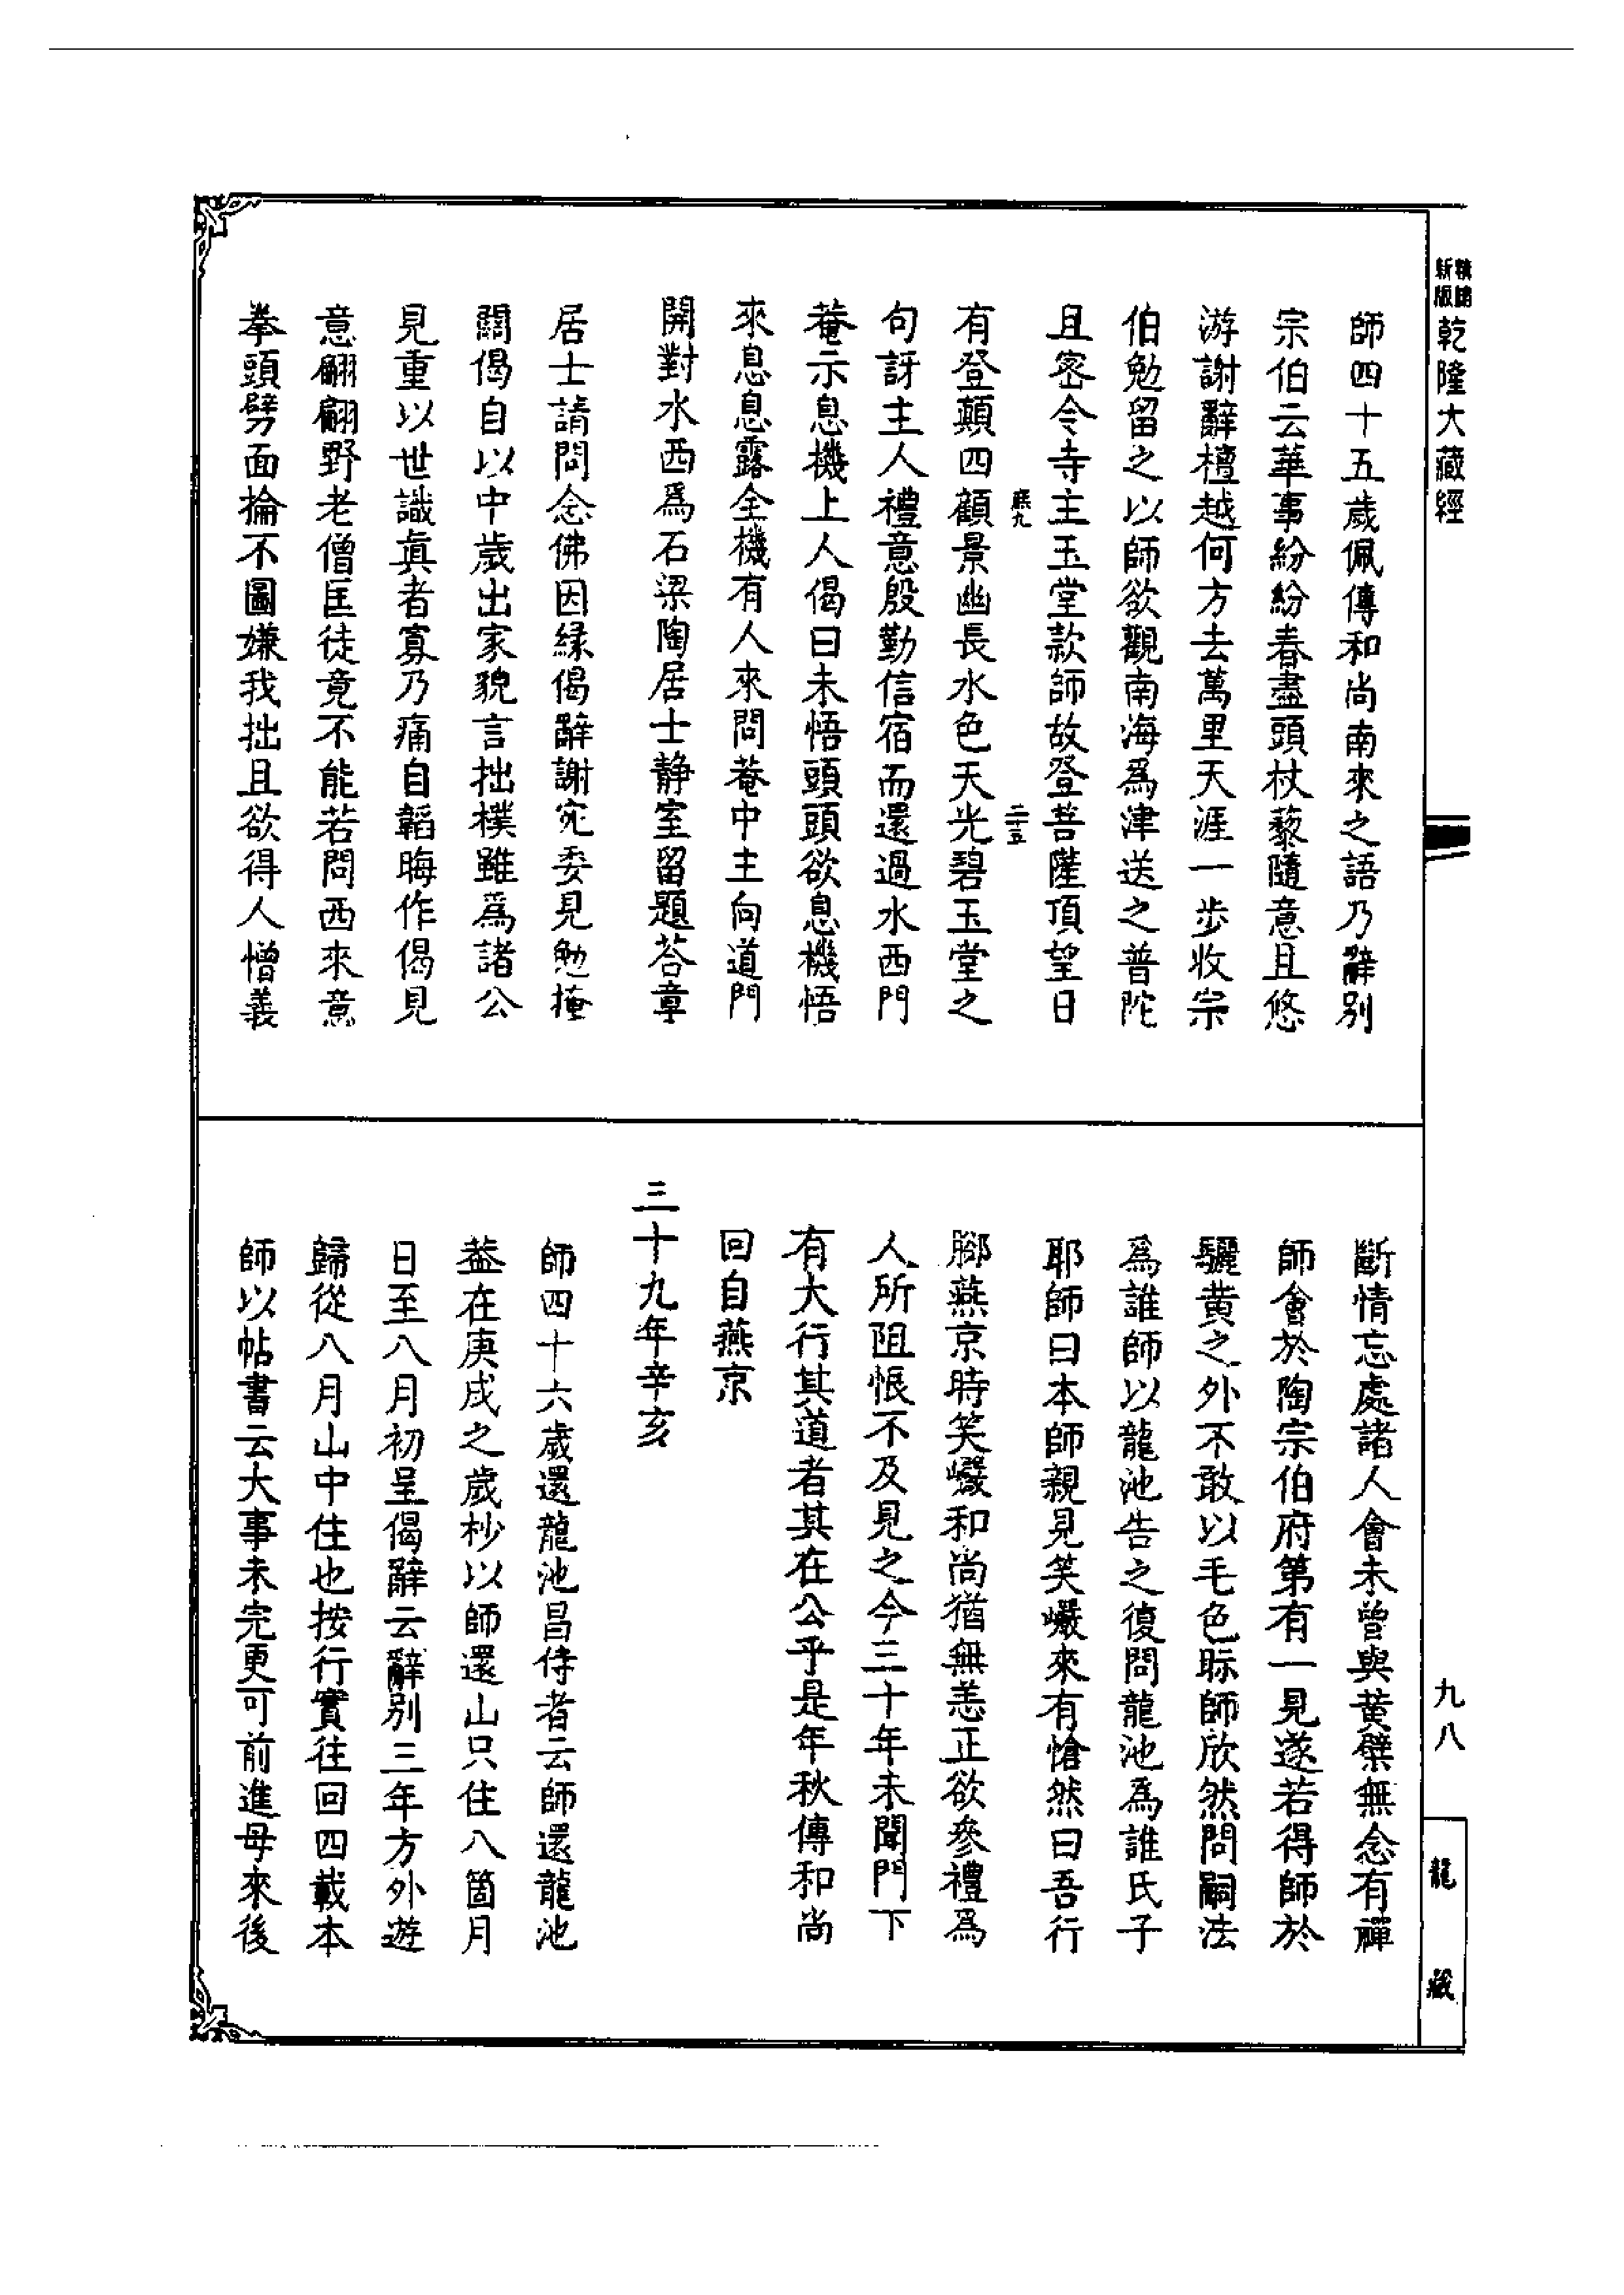 新版
精縮
乾隆大藏經
師四十五歲佩傳和尚南來之語乃辭別
宗伯云華事紛紛春盡頭杖藜隨意且悠
游謝辭檀越何方去萬里天涯一步收宗
伯勉留之以師欲觀南海爲津送之普陀
且密令寺主玉堂款師故登菩薩頂望日
底九
二十五
有登巔四顧景幽長水色天光碧玉堂之
句訝主人禮意殷勤信宿而還過水西門
菴示息機上人偈曰未悟頭頭欲息機悟
來息息露全機有人來問菴中主向道門
開對水西爲石梁陶居士静室留題荅章
居士請問念佛因緣偈辭謝宛委見勉掩
關偈自以中歲出家貌言拙樸雖爲諸公
見重以世識眞者寡乃痛自韜晦作偈見
意翩翩野老僧匡徒竟不能若問西來意
拳頭劈面掄不圖嫌我拙且欲得人憎義
斷情忘處諸人會未曾與黄檗無念有禪
師會於陶宗伯府第有一見遂若得師於
驪黄之外不敢以毛色眎師欣然問嗣法
爲誰師以龍池告之復問龍池爲誰氏子
耶師曰本師親見笑巖來有愴然曰吾行
腳燕京時笑巖和尚猶無恙正欲參禮爲
人所阻恨不及見之今三十年未聞門下
有大行其道者其在公乎是年秋傳和尚
回自燕京
三十九年辛亥
師四十六歲還龍池昌侍者云師還龍池
葢在庚戌之歲杪以師還山只住八箇月
日至八月初呈偈辭云辭別三年方外遊
歸從八月山中住也按行實往回四載本
師以帖書云大事未完更可前進毋來後
九八
龍藏